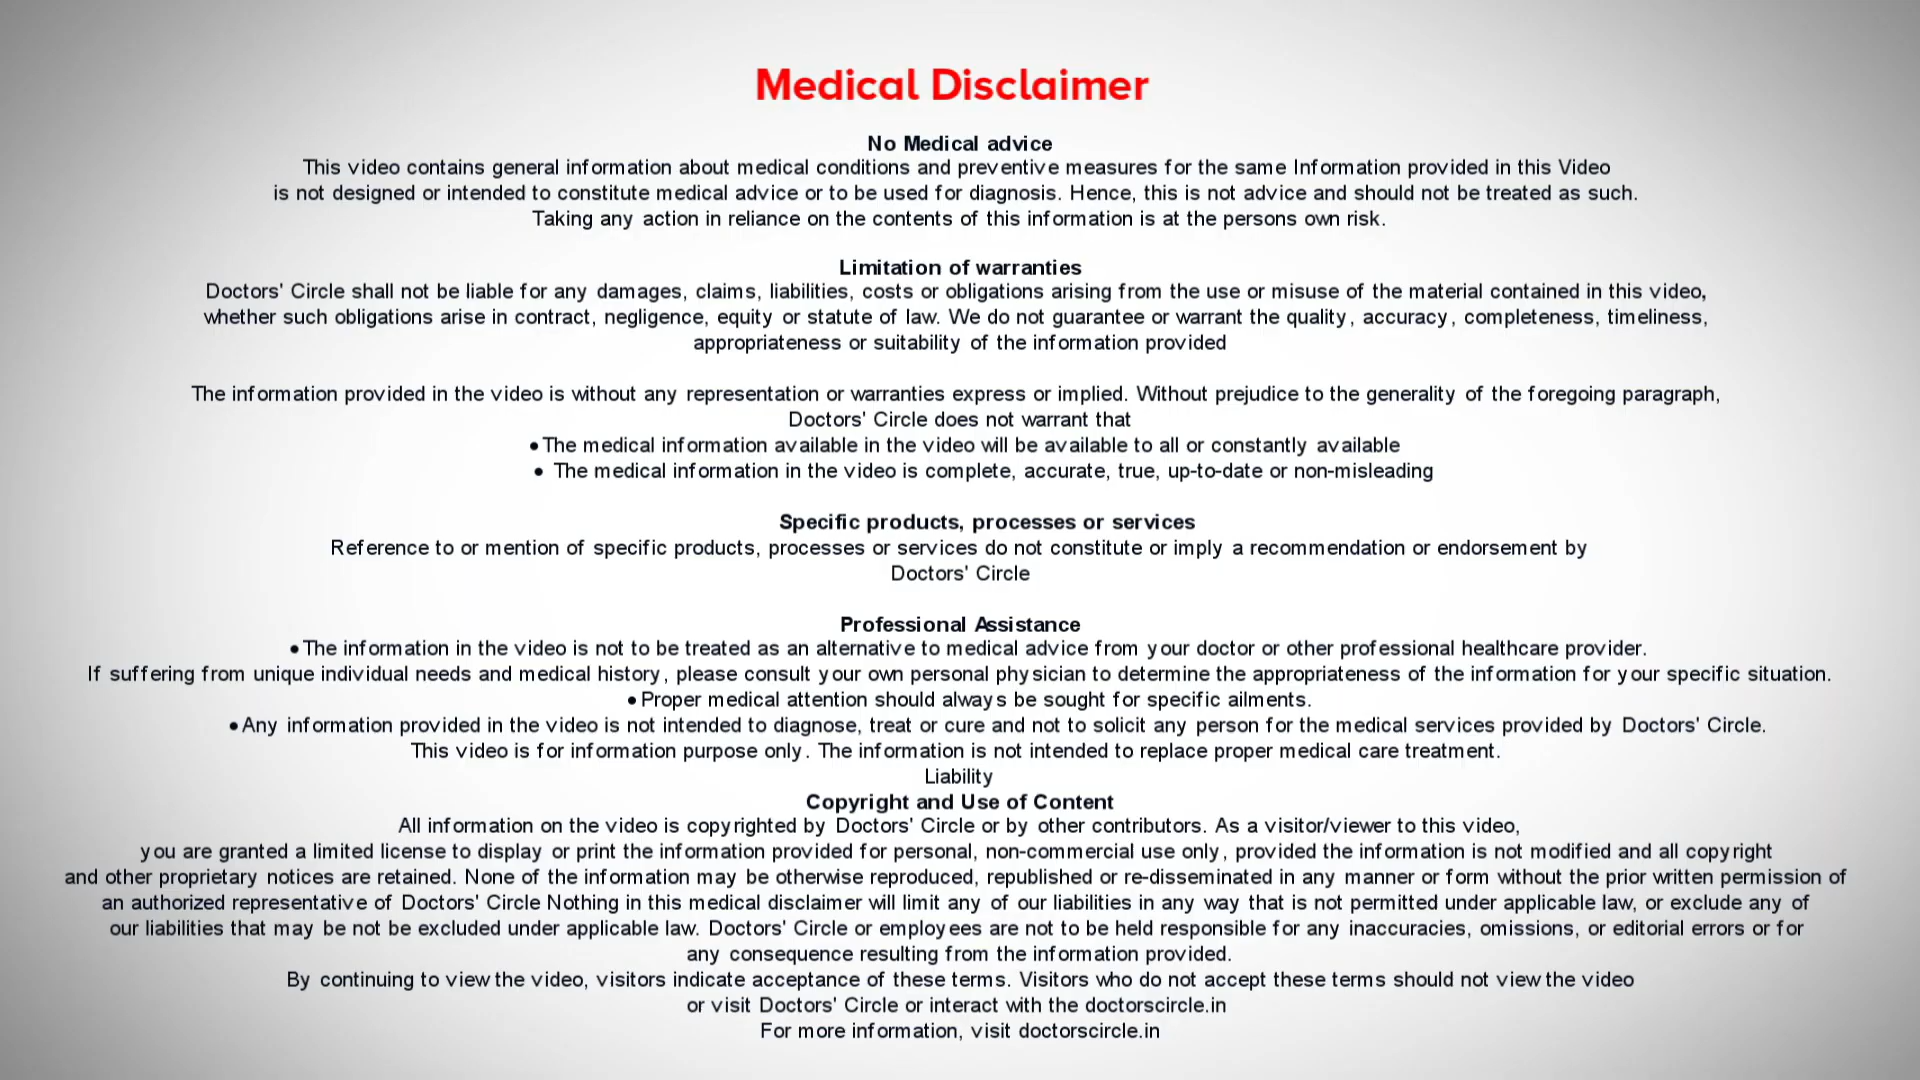 Medical Disclaimer
No Medical advice
This video contains general information about medical conditions and preventive measures for the same Information provided in this Video
is not designed or intended to constitute medical advice or to be used for diagnosis. Hence, this is not advice and should not be treated as such.
Taking any action in reliance on the contents of this information is at the persons own risk.
Limitation of warranties
Doctors' Circle shall not be liable for any damages, claims, liabilities, costs or obligations arising from the use or misuse of the material contained in this video,
whether such obligations arise in contract, negligence, equity or statute of law. We do not guarantee or warrant the quality, accuracy, completeness, timeliness,
appropriateness or suitability of the information provided
The information provided in the video is without any representation or warranties express or implied. Without prejudice to the generality of the foregoing paragraph,
Doctors' Circle does not warrant that
•The medical information available in the video will be available to all or constantly available
• The medical information in the video is complete, accurate, true, up-to-date or non-misleading
Specific products, processes or services
Reference to or mention of specific products, processes or services do not constitute or imply a recommendation or endorsement by
Doctors' Circle
Professional Assistance
•The information in the video is not to be treated as an alternative to medical advice from your doctor or other professional healthcare provider.
If suffering from unique individual needs and medical history, please consult your own personal physician to determine the appropriateness of the information for your specific situation.
•Proper medical attention should always be sought for specific ailments.
•Any information provided in the video is not intended to diagnose, treat or cure and not to solicit any person for the medical services provided by Doctors' Circle.
This video is for information purpose only. The information is not intended to replace proper medical care treatment.
Liability
Copyright and Use of Content
All information on the video is copyrighted by Doctors' Circle or by other contributors. As a visitor/viewer to this video,
you are granted a limited license to display or print the information provided for personal, non-commercial use only, provided the information is not modified and all copyright
and other proprietary notices are retained. None of the information may be otherwise reproduced, republished or re-disseminated in any manner or form without the prior written permission of
an authorized representative of Doctors' Circle Nothing in this medical disclaimer will limit any of our liabilities in any way that is not permitted under applicable law, or exclude any of
our liabilities that may be not be excluded under applicable law. Doctors' Circle or employees are not to be held responsible for any inaccuracies, omissions, or editorial errors or for
any consequence resulting from the information provided.
By continuing to view the video, visitors indicate acceptance of these terms. Visitors who do not accept these terms should not view the video
or visit Doctors' Circle or interact with the doctorscircle.in
For more information, visit doctorscircle.in